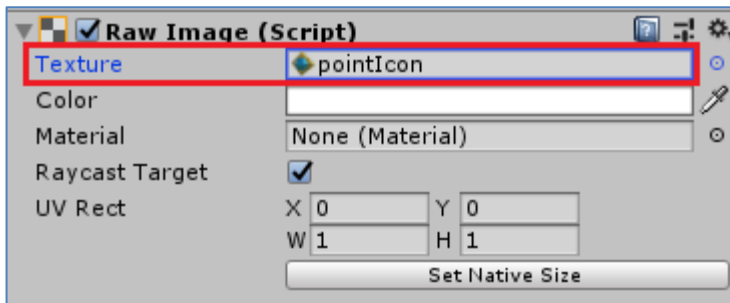 Raw Image (Script)
Texture pointIcon
Color
Material None (Material)
Raycast Target
UV Rect X 0 Y 0
W 1 H 1
Set Native Size